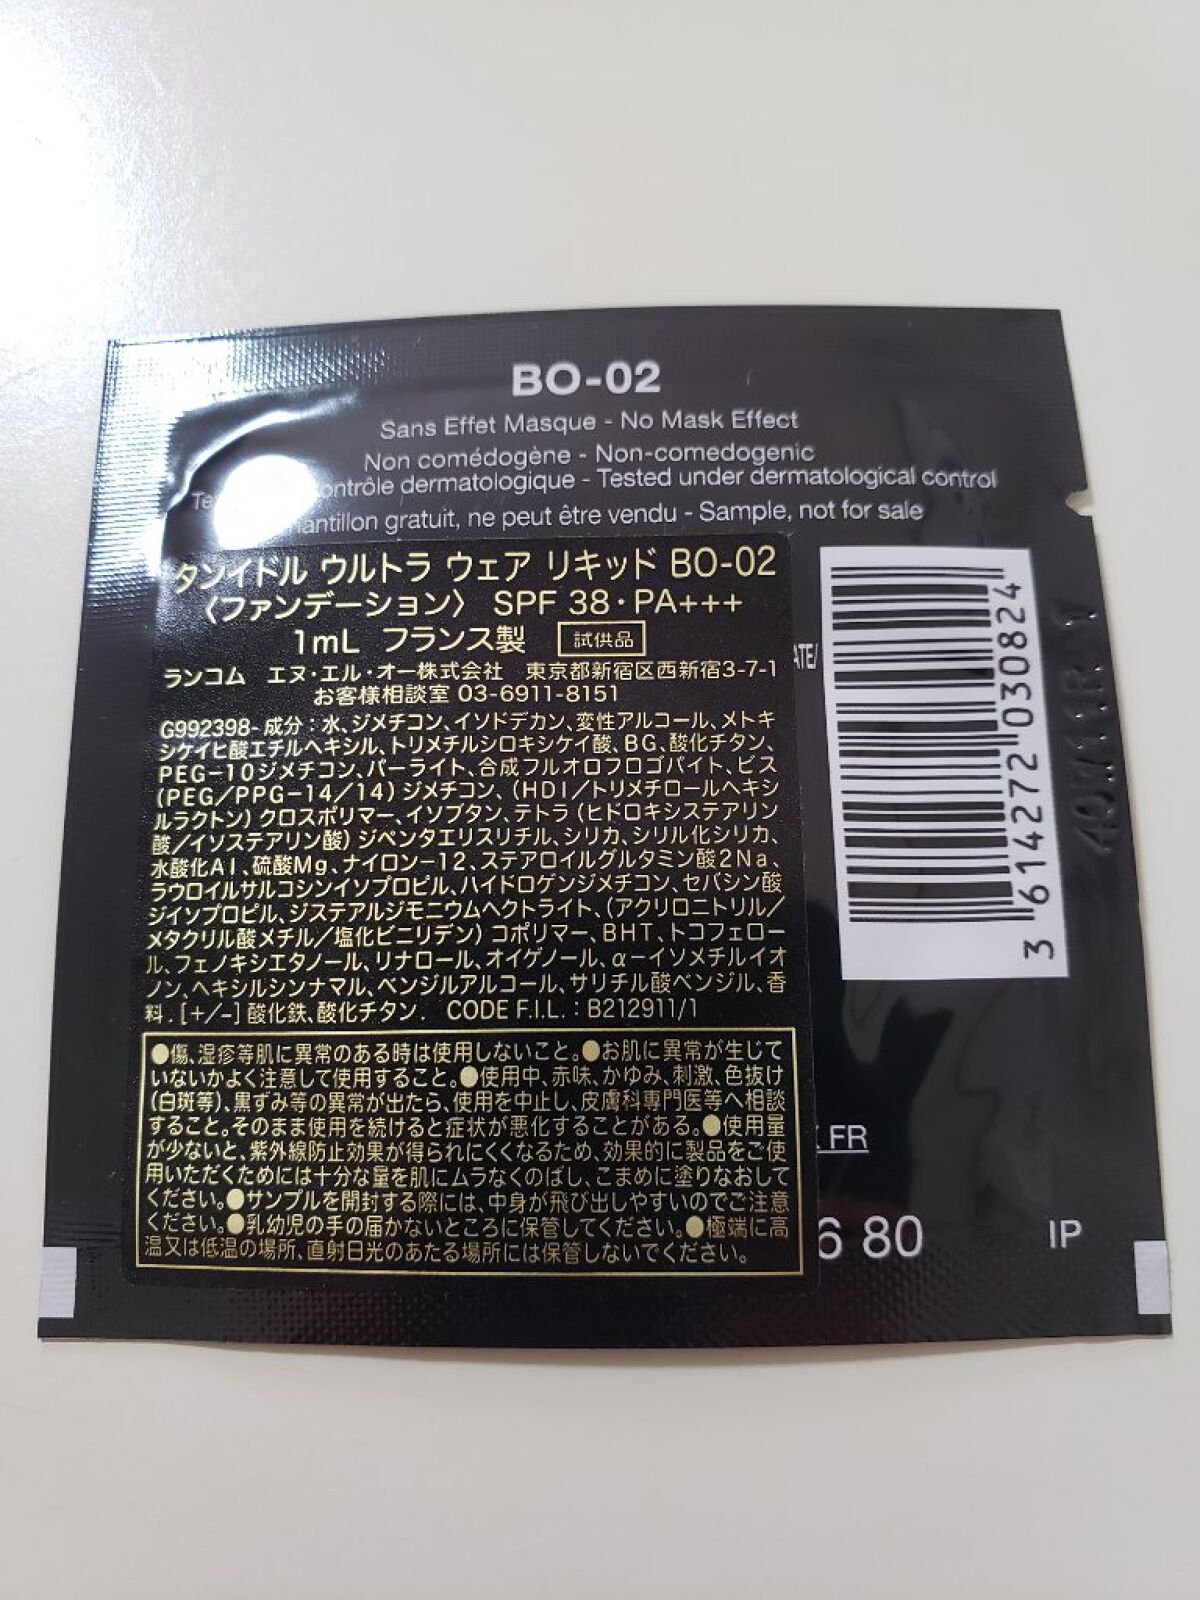 BO-02
Sans Effet Masque - No Mask Effect
Non comédogène - Non-comedogenic
contrôle dermatologique - Tested under dermatological control
gratuit, ne peut être vendu - Sample, not for sale
タンイドル ウルトラ ウェア リキッド BO-02
〈ファンデーション〉 SPF 38・PA+++
1mL フランス製 試供品
ランコム エヌ・エル・オー株式会社 東京都新宿区西新宿3-7-1
お客様相談室 03-6911-8151
G992398-成分：水、ジメチコン、イソドデカン、変性アルコール、メトキ
シケイヒ酸エチルヘキシル、トリメチルシロキシケイ酸、BG、酸化チタン、
PEG-10ジメチコン、パーライト、合成フルオロフロゴパイト、ビス
(PEG／PPG-14／14) ジメチコン、(HDI／トリメチロールヘキシ
ルラクトン) クロスポリマー、イソブタン、テトラ (ヒドロキシステアリン
酸／イソステアリン酸) ジペンタエリスリチル、シリカ、シリル化シリカ、
水酸化Al、硫酸Mg、ナイロン-12、ステアロイルグルタミン酸2Na、
ラウロイルサルコシンイソプロピル、ハイドロゲンジメチコン、セバシン酸
ジイソプロピル、ジステアルジモニウムヘクトライト、(アクリロニトリル／
メタクリル酸メチル／塩化ビニリデン) コポリマー、BHT、トコフェロー
ル、フェノキシエタノール、リナロール、オイゲノール、α-イソメチルイオ
ノン、ヘキシルシンナマル、ベンジルアルコール、サリチル酸ベンジル、香
料．[+/-] 酸化鉄、酸化チタン． CODE F.I.L.：B212911/1
●傷、湿疹等肌に異常のある時は使用しないこと。●お肌に異常が生じて
いないかよく注意して使用すること。●使用中、赤味、かゆみ、刺激、色抜け
(白斑等)、黒ずみ等の異常が出たら、使用を中止し、皮膚科専門医等へ相談
すること。そのまま使用を続けると症状が悪化することがある。●使用量
が少ないと、紫外線防止効果が得られにくくなるため、効果的に製品をご使
用いただくためには十分な量を肌にムラなくのばし、こまめに塗りなおして
ください。●サンプルを開封する際には、中身が飛び出しやすいのでご注意
ください。●乳幼児の手の届かないところに保管してください。●極端に高
温又は低温の場所、直射日光のあたる場所には保管しないでください。
ATE/
3 614272 030824
FR
6 80
IP